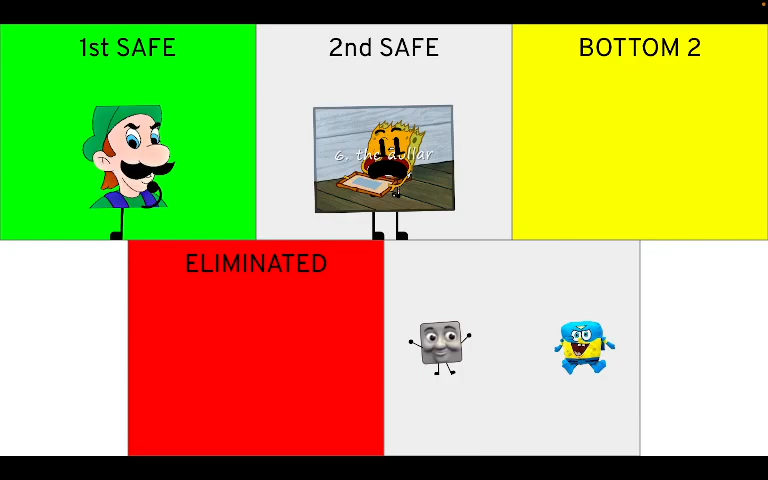 1st SAFE
2nd SAFE
BOTTOM 2
6. the dollar
ELIMINATED